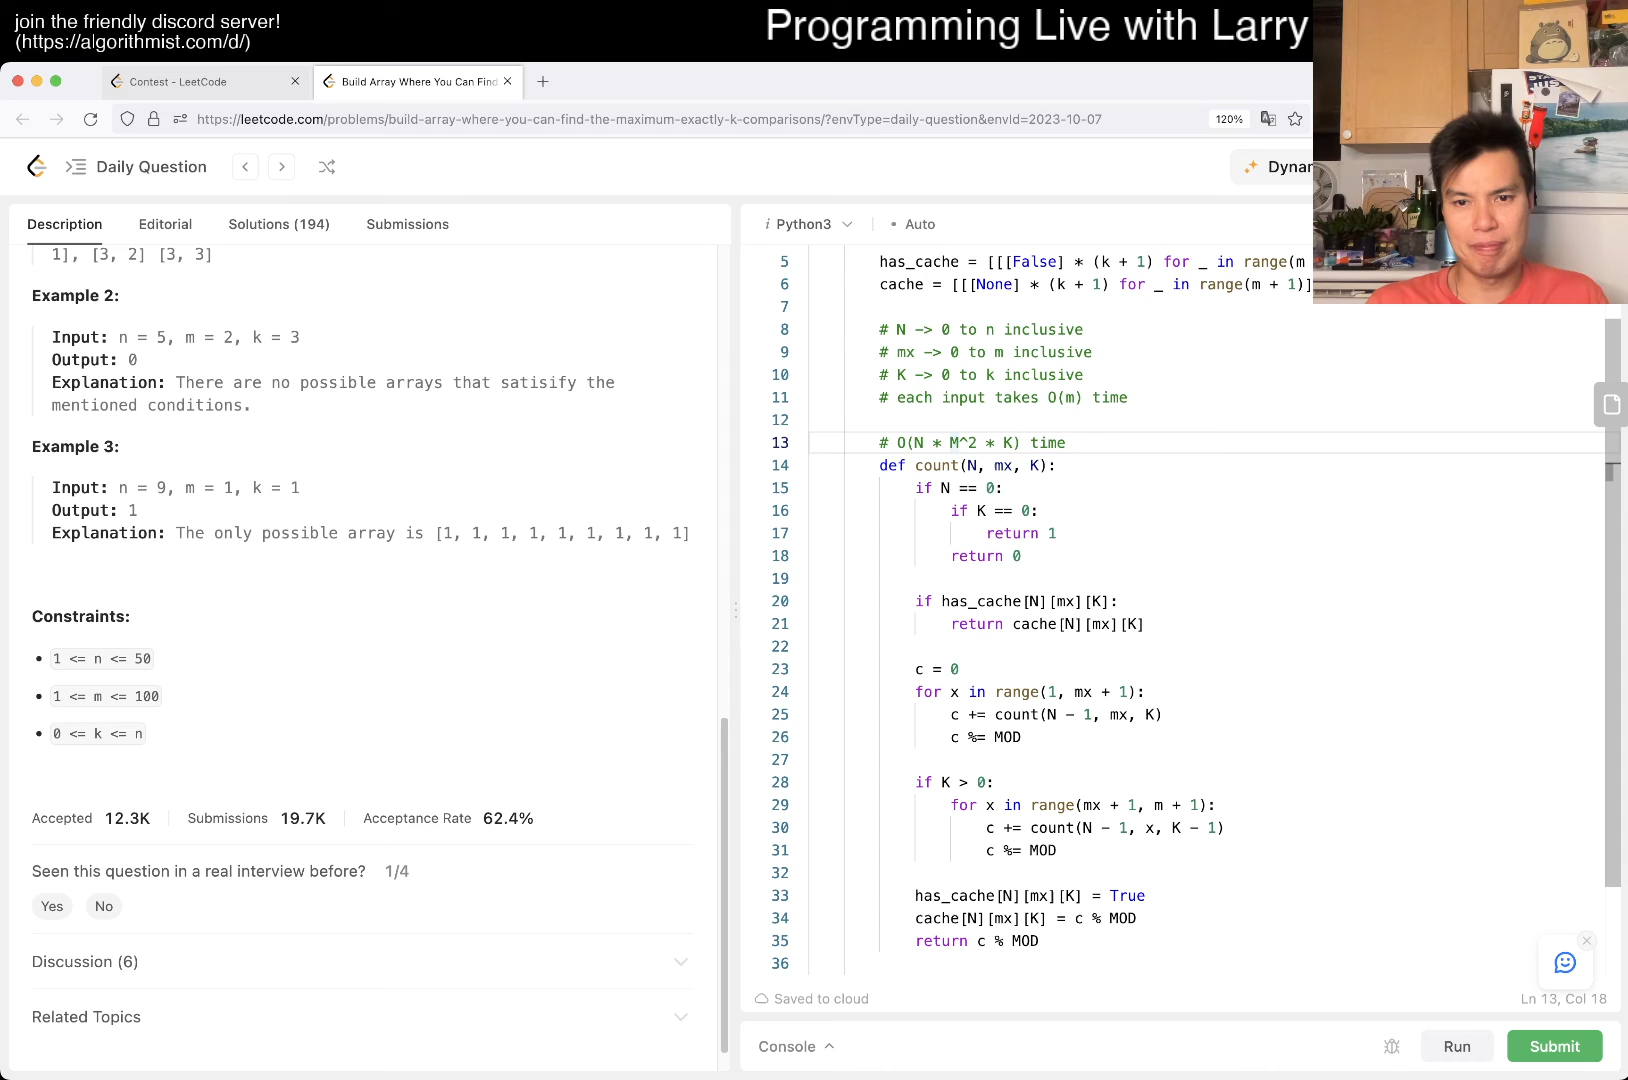 join the friendly discord server!
(https://algorithmist.com/d/)
Programming Live with Larry
Contest - LeetCode
Build Array Where You Can Find
https://leetcode.com/problems/build-array-where-you-can-find-the-maximum-exactly-k-comparisons/?envType=daily-question&envId=2023-10-07
120%
Daily Question
Dynam
Description
Editorial
Solutions (194)
Submissions
1], [3, 2] [3, 3]
Example 2:
Input: n = 5, m = 2, k = 3
Output: 0
Explanation: There are no possible arrays that satisify the
mentioned conditions.
Example 3:
Input: n = 9, m = 1, k = 1
Output: 1
Explanation: The only possible array is [1, 1, 1, 1, 1, 1, 1, 1, 1]
Constraints:
1 <= n <= 50
1 <= m <= 100
0 <= k <= n
Accepted 12.3K
Submissions 19.7K
Acceptance Rate 62.4%
Seen this question in a real interview before? 1/4
Yes
No
Discussion (6)
Related Topics
i Python3
• Auto
5 has_cache = [[[False] * (k + 1) for _ in range(m
6 cache = [[[None] * (k + 1) for _ in range(m + 1)]
7
8 # N -> 0 to n inclusive
9 # mx -> 0 to m inclusive
10 # K -> 0 to k inclusive
11 # each input takes O(m) time
12
13 # O(N * M^2 * K) time
14 def count(N, mx, K):
15 if N == 0:
16 if K == 0:
17 return 1
18 return 0
19
20 if has_cache[N][mx][K]:
21 return cache[N][mx][K]
22
23 c = 0
24 for x in range(1, mx + 1):
25 c += count(N - 1, mx, K)
26 c %= MOD
27
28 if K > 0:
29 for x in range(mx + 1, m + 1):
30 c += count(N - 1, x, K - 1)
31 c %= MOD
32
33 has_cache[N][mx][K] = True
34 cache[N][mx][K] = c % MOD
35 return c % MOD
36
Saved to cloud
Ln 13, Col 18
Console
Run
Submit